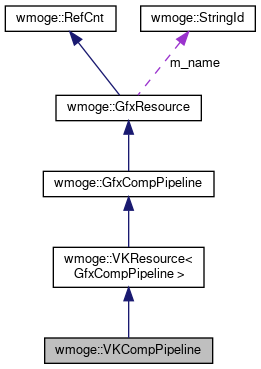 wmoge::RefCnt
wmoge::StringId
m_name
wmoge::GfxResource
wmoge::GfxCompPipeline
wmoge::VKResource<
GfxCompPipeline >
wmoge::VKCompPipeline